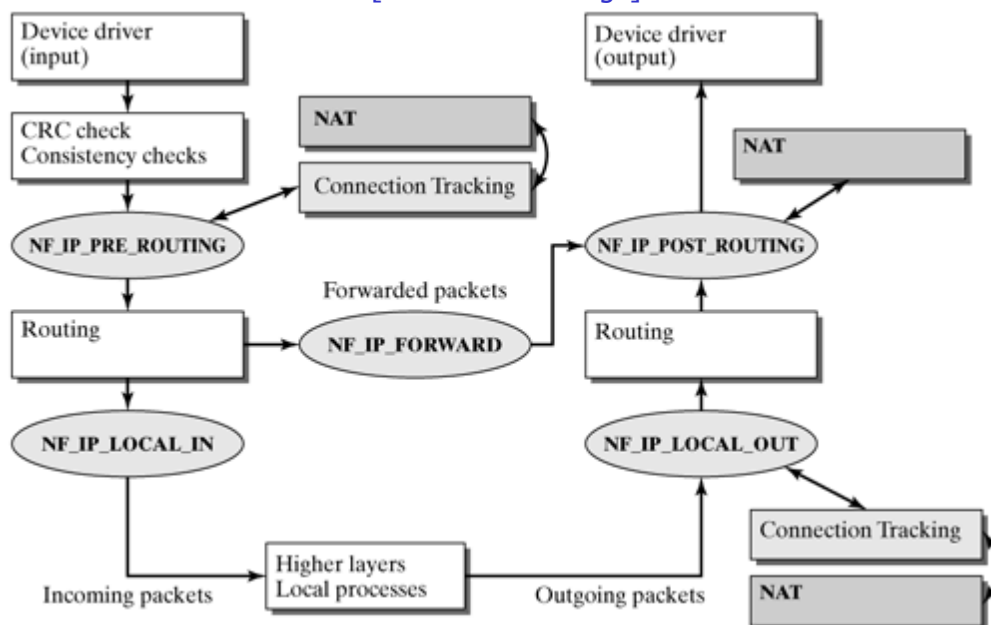 Device driver
(input)
Device driver
(output)
CRC check
Consistency checks
NAT
Connection Tracking
NAT
NF_IP_PRE_ROUTING
NF_IP_POST_ROUTING
Forwarded packets
Routing
NF_IP_FORWARD
Routing
NF_IP_LOCAL_IN
NF_IP_LOCAL_OUT
Connection Tracking
Higher layers
Local processes
Incoming packets
Outgoing packets
NAT